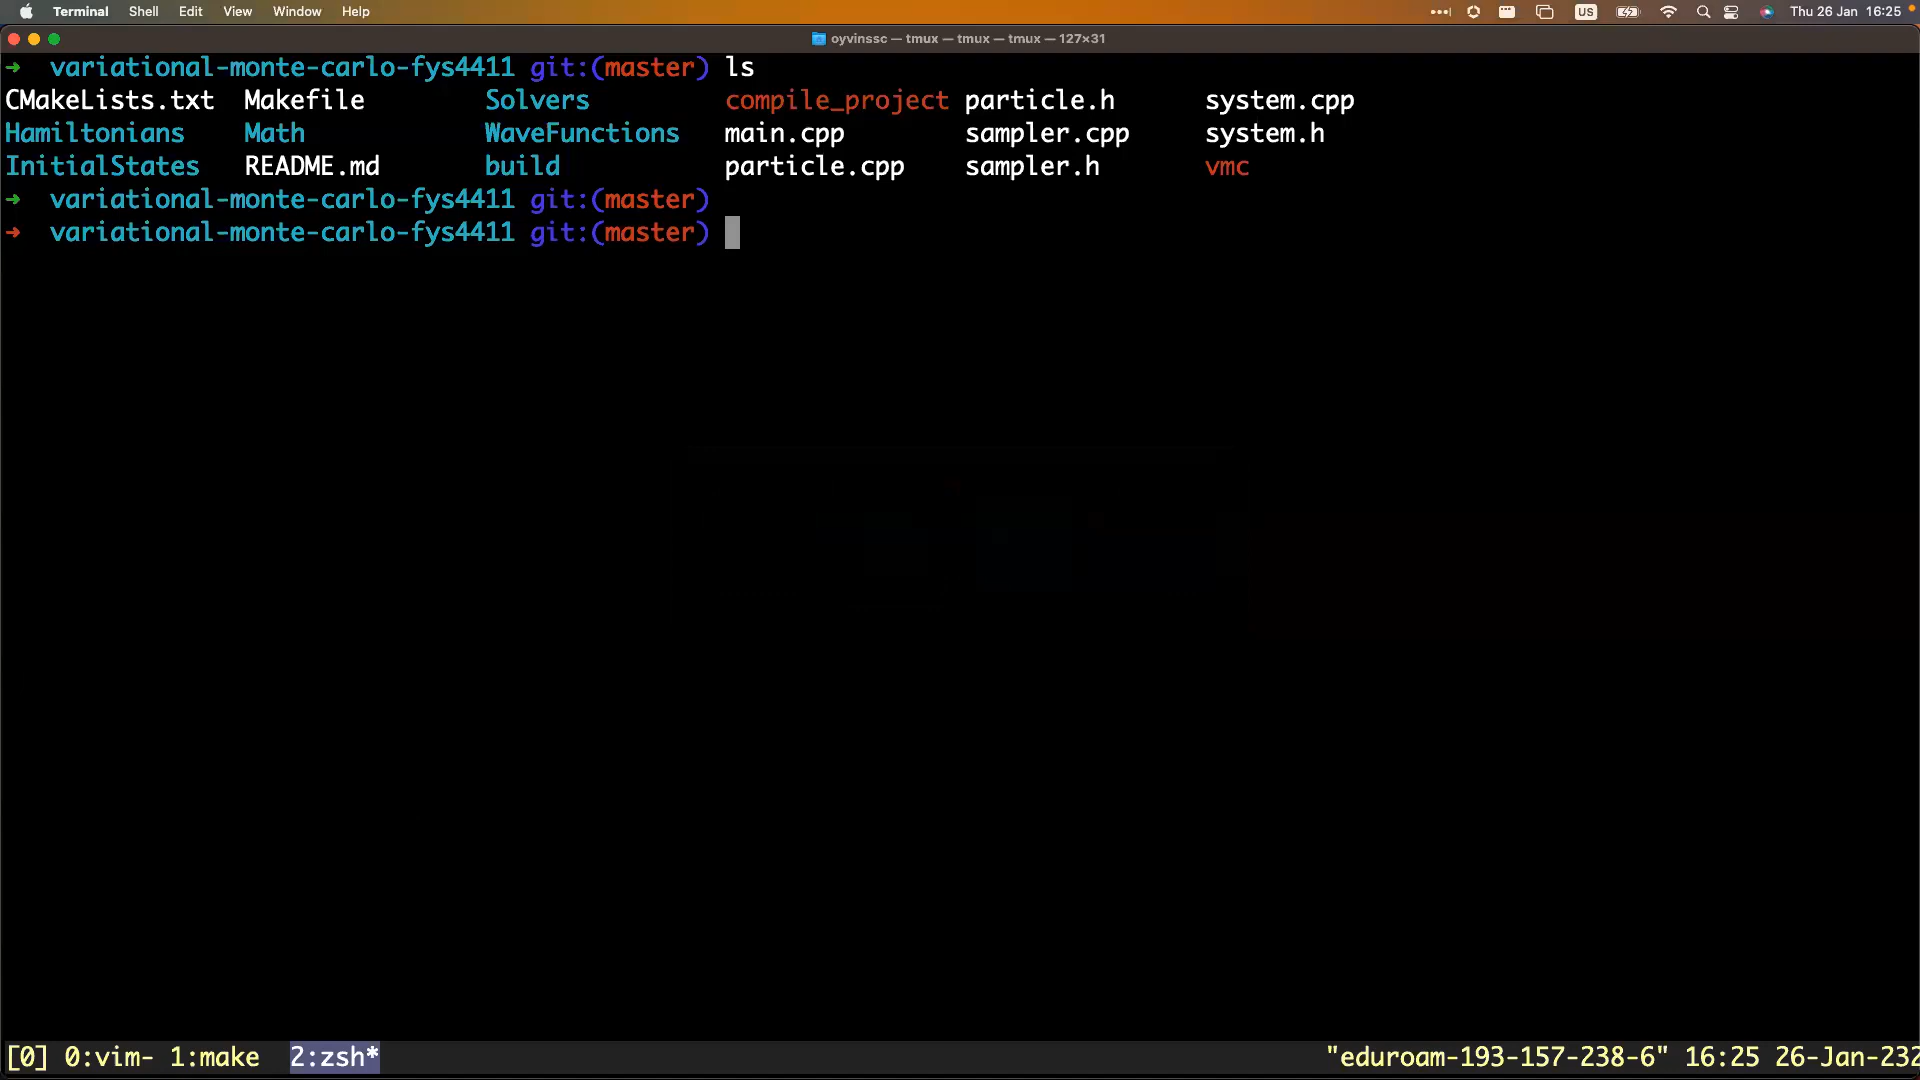 Terminal Shell Edit View Window Help US Thu 26 Jan 16:25
oyvinssc — tmux — tmux — tmux — 127×31
→ variational-monte-carlo-fys4411 git:(master) ls
CMakeLists.txt Makefile Solvers compile_project particle.h system.cpp
Hamiltonians Math WaveFunctions main.cpp sampler.cpp system.h
InitialStates README.md build particle.cpp sampler.h vmc
→ variational-monte-carlo-fys4411 git:(master)
→ variational-monte-carlo-fys4411 git:(master)
[0] 0:vim- 1:make 2:zsh* "eduroam-193-157-238-6" 16:25 26-Jan-232